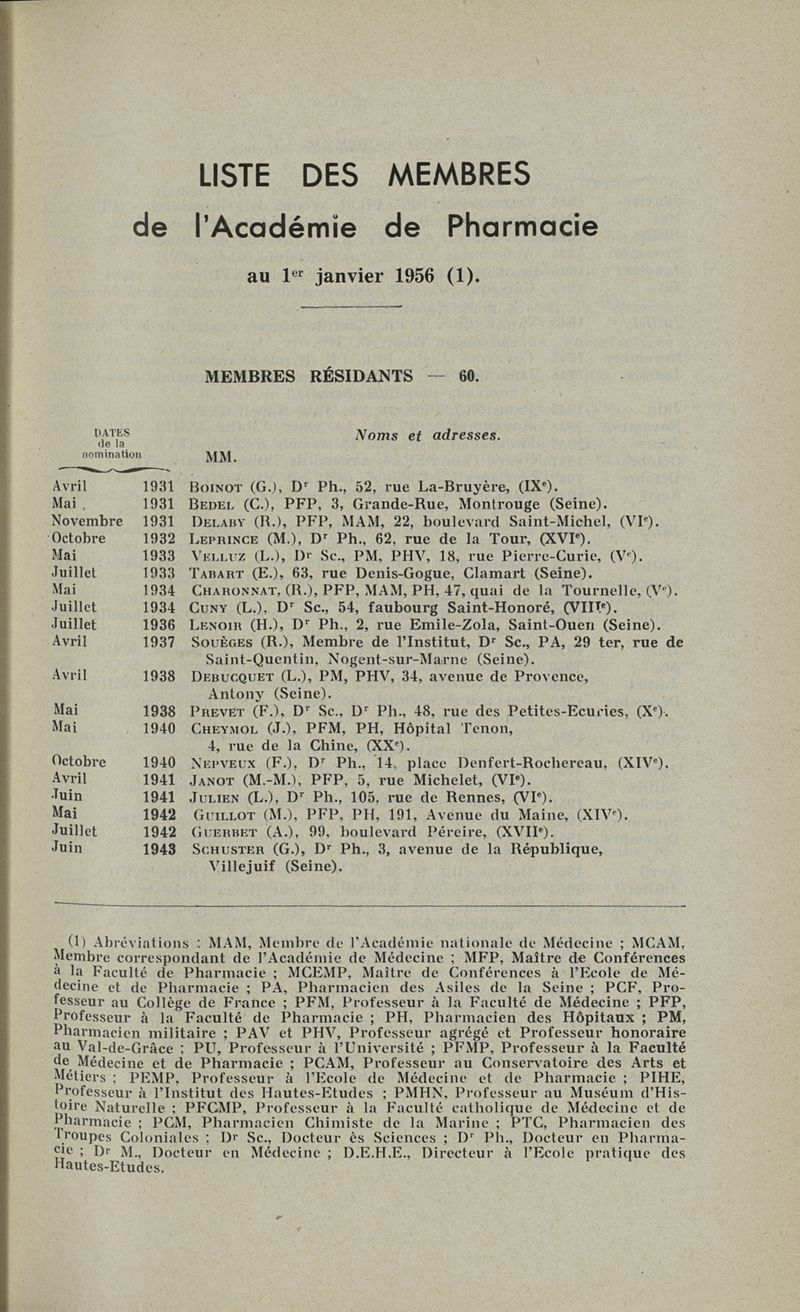 LISTE DES MEMBRES
de l'Académie de Pharmacie
au 1er janvier 1956 (1).
MEMBRES RÉSIDANTS — 60.
DATES
de la
nomination
Noms et adresses.
MM.
Avril 1931 BOINOT (G.), Dr Ph., 52, rue La-Bruyère, (IXe).
Mai 1931 BEDEL (C.), PFP, 3, Grande-Rue, Montrouge (Seine).
Novembre 1931 DELABY (R.), PFP, MAM, 22, boulevard Saint-Michel, (VIe).
Octobre 1932 LEPRINCE (M.), Dr Ph., 62, rue de la Tour, (XVIe).
Mai 1933 VELLUZ (L.), Dr Sc., PM, PHV, 18, rue Pierre-Curie, (Ve).
Juillet 1933 TABART (E.), 63, rue Denis-Gogue, Clamart (Seine).
Mai 1934 CHARONNAT, (R.), PFP, MAM, PH, 47, quai de la Tournelle, (Ve).
Juillet 1934 CUNY (L.), Dr Sc., 54, faubourg Saint-Honoré, (VIIIe).
Juillet 1936 LENOIR (H.), Dr Ph., 2, rue Emile-Zola, Saint-Ouen (Seine).
Avril 1937 SOUÈGES (R.), Membre de l'Institut, Dr Sc., PA, 29 ter, rue de
Saint-Quentin, Nogent-sur-Marne (Seine).
Avril 1938 DEBUCQUET (L.), PM, PHV, 34, avenue de Provence,
Antony (Seine).
Mai 1938 PREVET (F.), Dr Sc., Dr Ph., 48, rue des Petites-Ecuries, (Xe).
Mai 1940 CHEYMOL (J.), PFM, PH, Hôpital Tenon,
4, rue de la Chine, (XXe).
Octobre 1940 NEPVEUX (F.), Dr Ph., 14, place Denfert-Rochereau, (XIVe).
Avril 1941 JANOT (M.-M.), PFP, 5, rue Michelet, (VIe).
Juin 1941 JULIEN (L.), Dr Ph., 105, rue de Rennes, (VIe).
Mai 1942 GUILLOT (M.), PFP, PH, 191, Avenue du Maine, (XIVe).
Juillet 1942 GUERBET (A.), 99, boulevard Péreire, (XVIIe).
Juin 1943 SCHUSTER (G.), Dr Ph., 3, avenue de la République,
Villejuif (Seine).
(1) Abréviations : MAM, Membre de l'Académie nationale de Médecine ; MCAM,
Membre correspondant de l'Académie de Médecine ; MFP, Maître de Conférences
à la Faculté de Pharmacie ; MCEMP, Maître de Conférences à l'Ecole de Mé-
decine et de Pharmacie ; PA, Pharmacien des Asiles de la Seine ; PCF, Pro-
fesseur au Collège de France ; PFM, Professeur à la Faculté de Médecine ; PFP,
Professeur à la Faculté de Pharmacie ; PH, Pharmacien des Hôpitaux ; PM,
Pharmacien militaire ; PAV et PHV, Professeur agrégé et Professeur honoraire
au Val-de-Grâce ; PU, Professeur à l'Université ; PFMP, Professeur à la Faculté
de Médecine et de Pharmacie ; PCAM, Professeur au Conservatoire des Arts et
Métiers ; PEMP, Professeur à l'Ecole de Médecine et de Pharmacie ; PIHE,
Professeur à l'Institut des Hautes-Etudes ; PMHN, Professeur au Muséum d'His-
toire Naturelle ; PFCMP, Professeur à la Faculté catholique de Médecine et de
Pharmacie ; PCM, Pharmacien Chimiste de la Marine ; PTC, Pharmacien des
Troupes Coloniales ; Dr Sc., Docteur ès Sciences ; Dr Ph., Docteur en Pharma-
cie ; Dr M., Docteur en Médecine ; D.E.H.E., Directeur à l'Ecole pratique des
Hautes-Etudes.